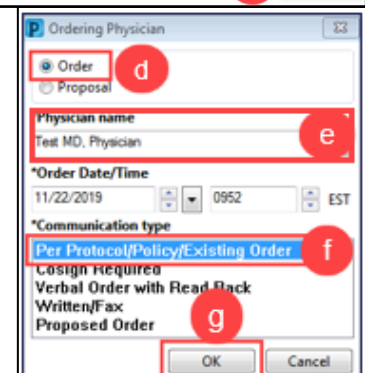 P Ordering Physician
Order
d
Proposal
Physician name
e
Test MD, Physician
*Order Date/Time
11/22/2019 0952 EST
*Communication type
Per Protocol/Policy/Existing Order
f
Cosign Required
Verbal Order with Read Back
Written/Fax
g
Proposed Order
OK Cancel